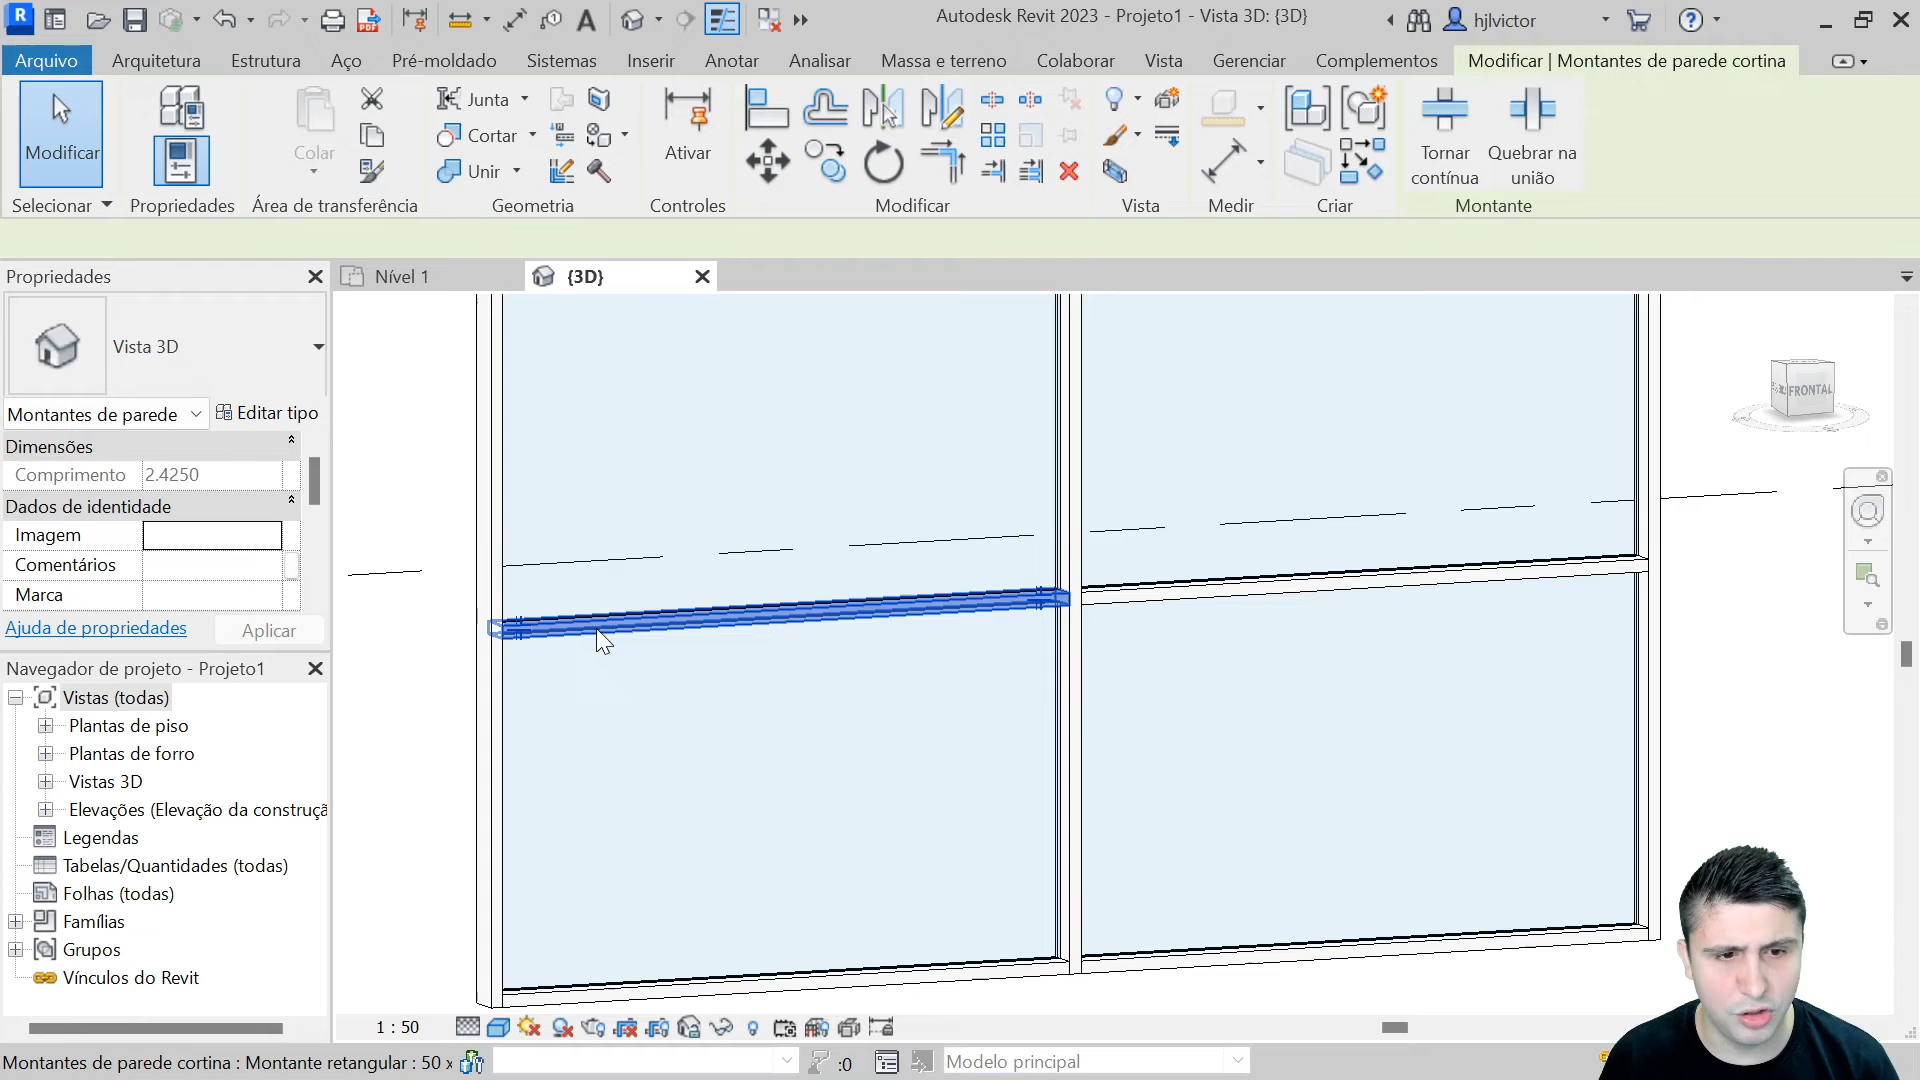 R
Autodesk Revit 2023 - Projeto1 - Vista 3D: {3D}
hjlvictor
Arquivo
Arquitetura
Estrutura
Aço
Pré-moldado
Sistemas
Inserir
Anotar
Analisar
Massa e terreno
Colaborar
Vista
Gerenciar
Complementos
Modificar | Montantes de parede cortina
Modificar
Colar
Junta
Cortar
Unir
Ativar
Tornar
contínua
Quebrar na
união
Selecionar
Propriedades
Área de transferência
Geometria
Controles
Modificar
Vista
Medir
Criar
Montante
Propriedades
Nível 1
{3D}
Vista 3D
Montantes de parede
Editar tipo
Dimensões
Comprimento
2.4250
Dados de identidade
Imagem
Comentários
Marca
Ajuda de propriedades
Aplicar
Navegador de projeto - Projeto1
Vistas (todas)
Plantas de piso
Plantas de forro
Vistas 3D
Elevações (Elevação da construçã
Legendas
Tabelas/Quantidades (todas)
Folhas (todas)
Famílias
Grupos
Vínculos do Revit
FRONTAL
1 : 50
Montantes de parede cortina : Montante retangular : 50 x
:0
Modelo principal